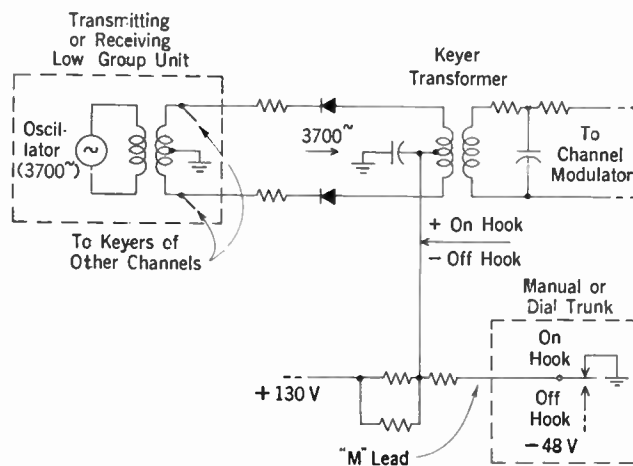 Transmitting
or Receiving
Low Group Unit
Oscil-
lator
(3700~)
~
To Keyers of
Other Channels
3700~
Keyer
Transformer
To
Channel
Modulator
+ On Hook
− Off Hook
Manual or
Dial Trunk
On
Hook
Off
Hook
−48 V
+130 V
"M" Lead